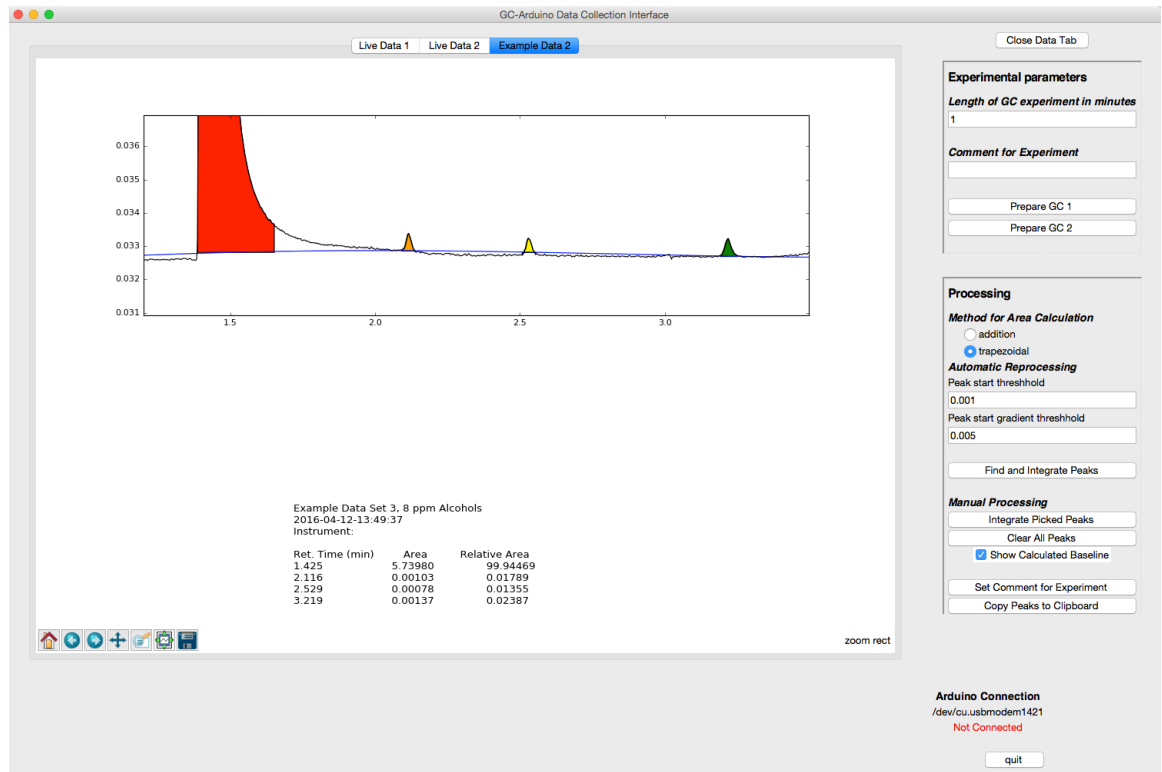 GC-Arduino Data Collection Interface
Live Data 1 Live Data 2 Example Data 2
0.036
0.035
0.034
0.033
0.032
0.031
1.5 2.0 2.5 3.0
Example Data Set 3, 8 ppm Alcohols
2016-04-12-13:49:37
Instrument:
Ret. Time (min) Area Relative Area
1.425 5.73980 99.94469
2.116 0.00103 0.01789
2.529 0.00078 0.01355
3.219 0.00137 0.02387
zoom rect
Close Data Tab
Experimental parameters
Length of GC experiment in minutes
1
Comment for Experiment
Prepare GC 1
Prepare GC 2
Processing
Method for Area Calculation
addition
trapezoidal
Automatic Reprocessing
Peak start threshhold
0.001
Peak start gradient threshhold
0.005
Find and Integrate Peaks
Manual Processing
Integrate Picked Peaks
Clear All Peaks
Show Calculated Baseline
Set Comment for Experiment
Copy Peaks to Clipboard
Arduino Connection
/dev/cu.usbmodem1421
Not Connected
quit